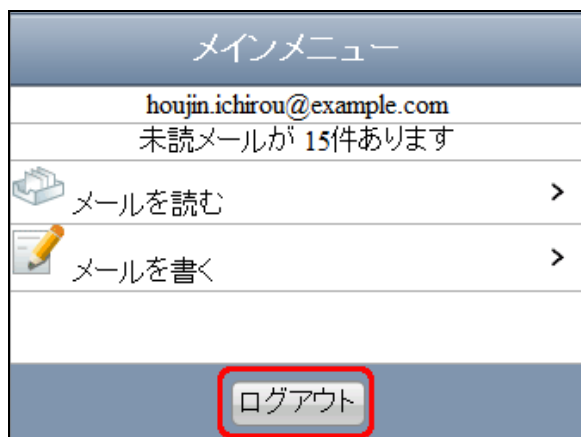 メインメニュー
houjin.ichirou@example.com
未読メールが 15件あります
メールを読む
メールを書く
ログアウト